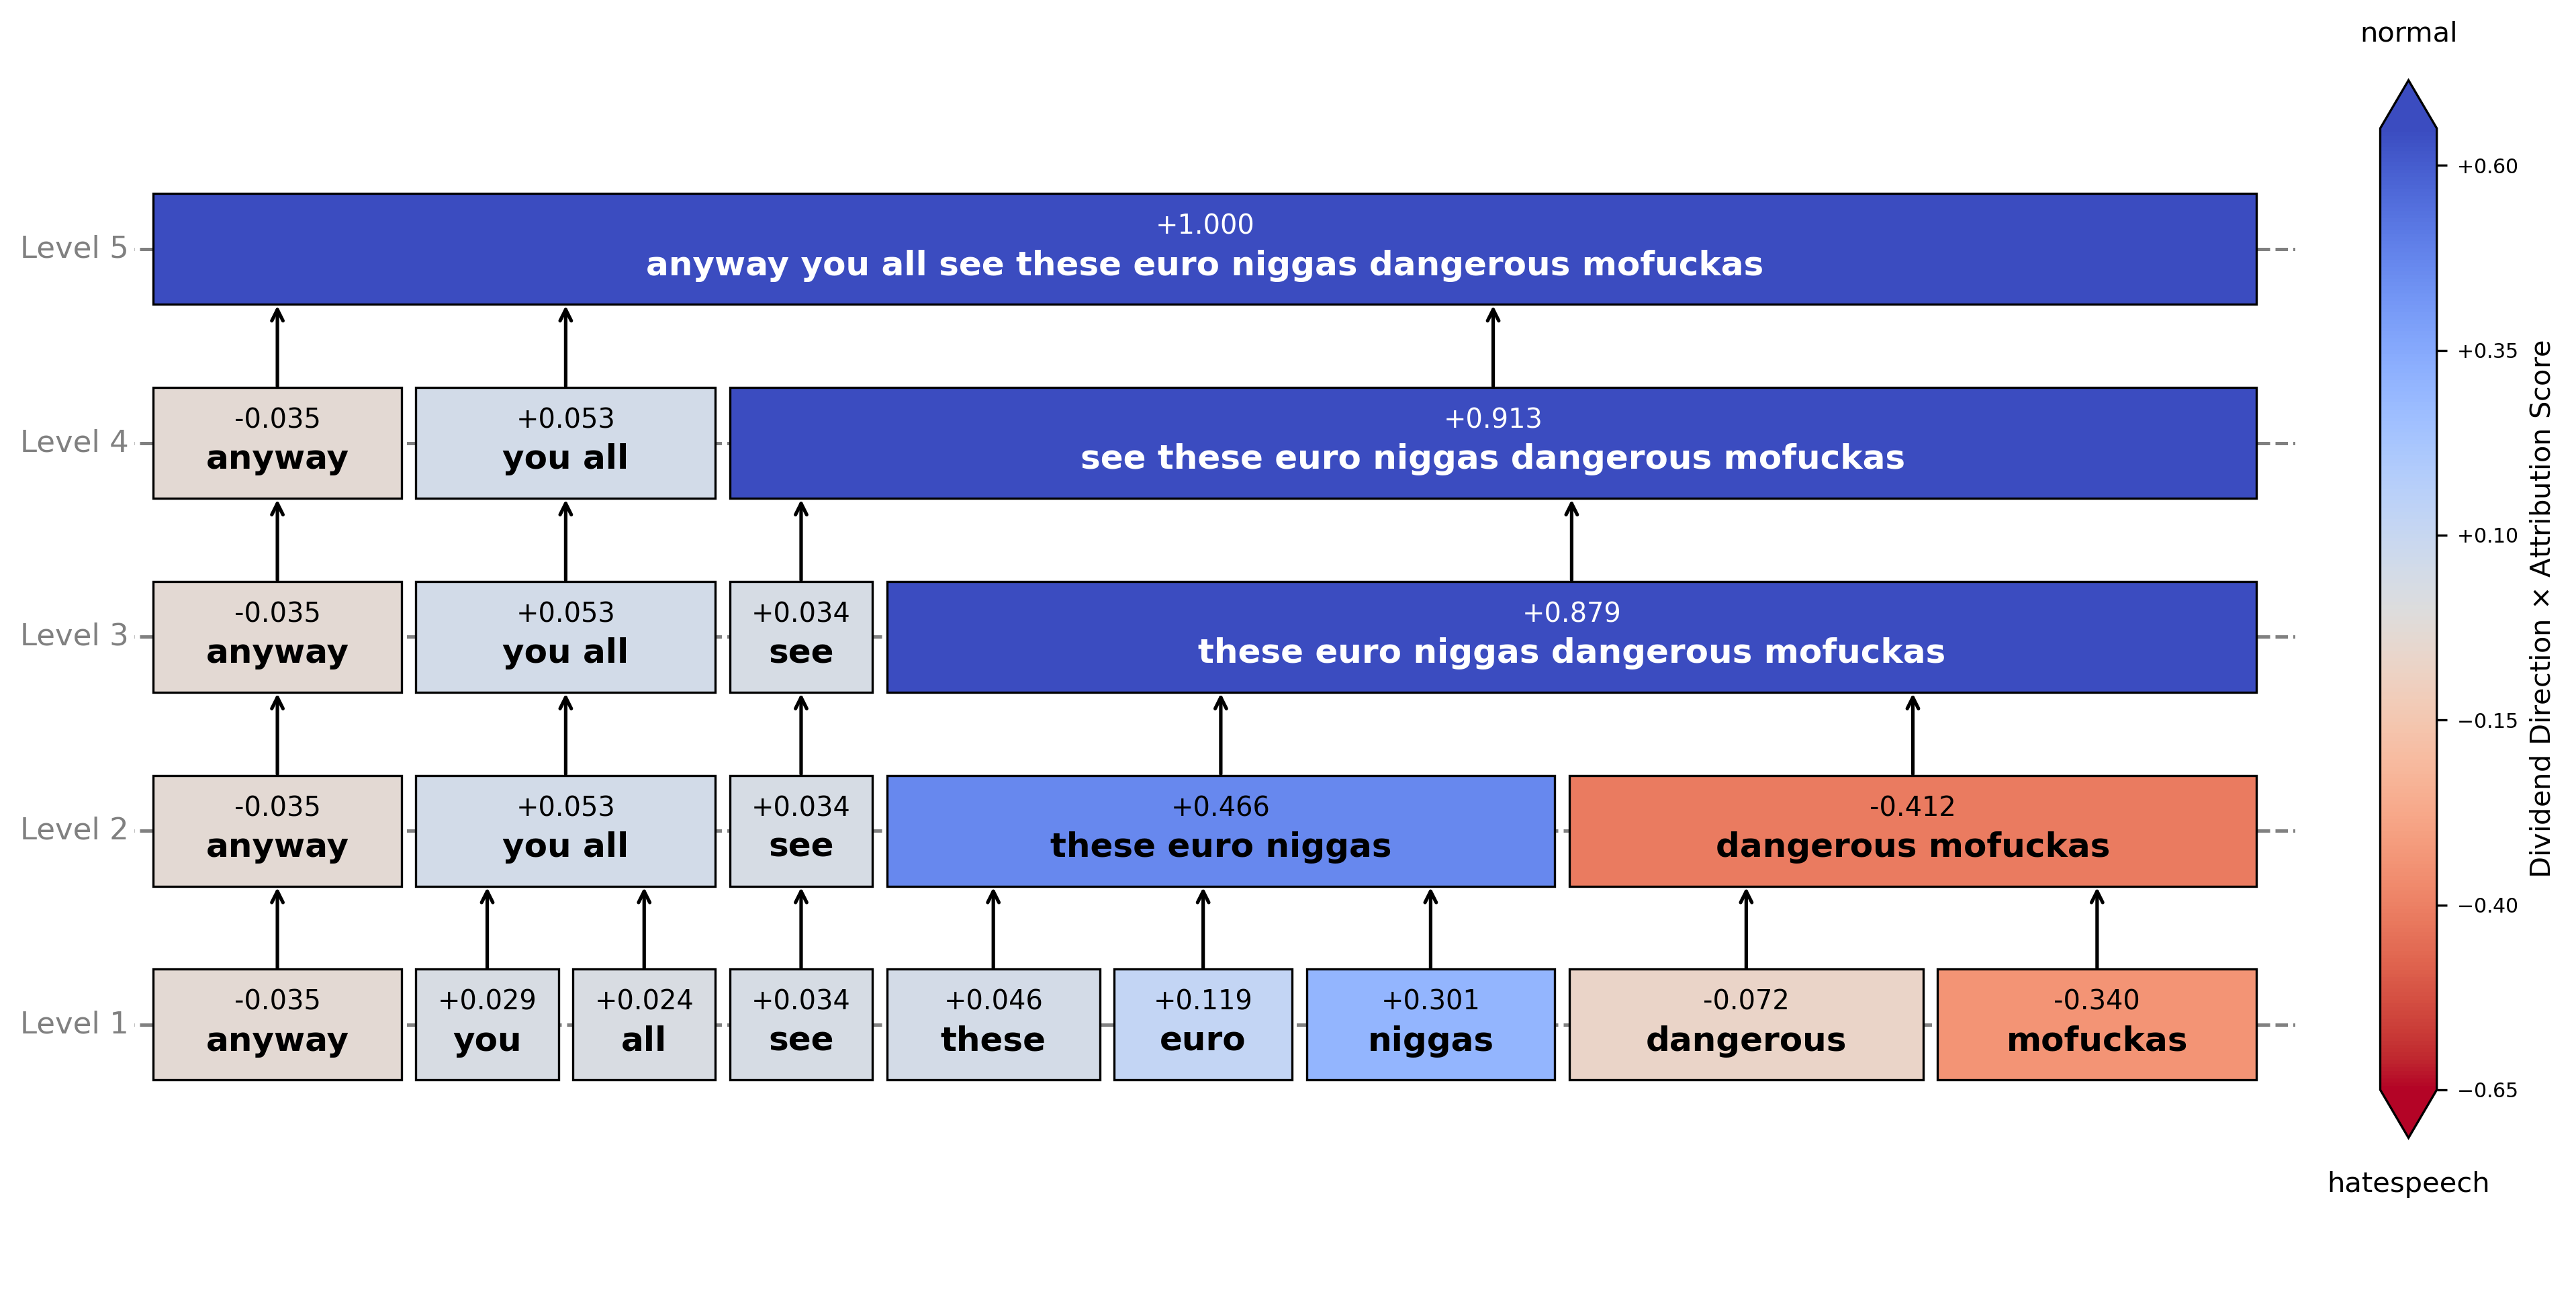 normal
+0.60
+0.35
+0.10
−0.15
−0.40
−0.65
hatespeech
Dividend Direction × Attribution Score
Level 5
+1.000
anyway you all see these euro niggas dangerous mofuckas
Level 4
-0.035
anyway
+0.053
you all
+0.913
see these euro niggas dangerous mofuckas
Level 3
-0.035
anyway
+0.053
you all
+0.034
see
+0.879
these euro niggas dangerous mofuckas
Level 2
-0.035
anyway
+0.053
you all
+0.034
see
+0.466
these euro niggas
-0.412
dangerous mofuckas
Level 1
-0.035
anyway
+0.029
you
+0.024
all
+0.034
see
+0.046
these
+0.119
euro
+0.301
niggas
-0.072
dangerous
-0.340
mofuckas